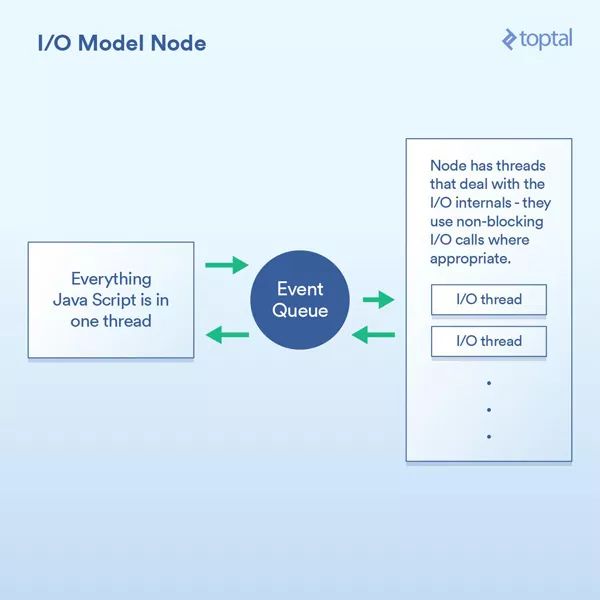 I/O Model Node
toptal
Node has threads
that deal with the
I/O internals - they
use non-blocking
I/O calls where
appropriate.
Everything
Java Script is in
one thread
Event
Queue
I/O thread
I/O thread